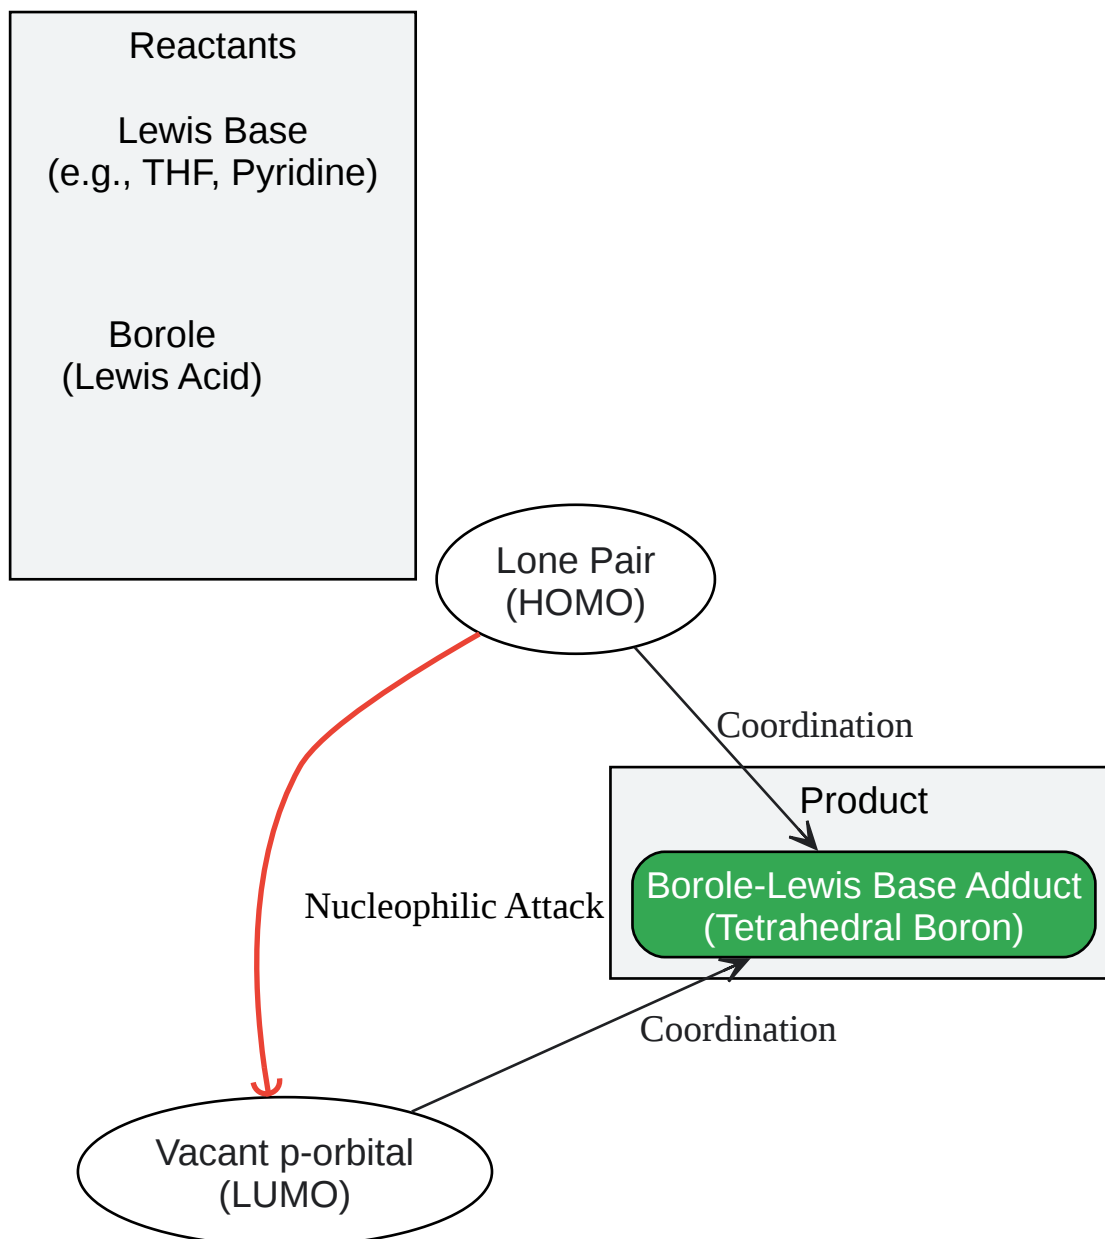 Reactants
Lewis Base
(e.g., THF, Pyridine)
Borole
(Lewis Acid)
Lone Pair
(HOMO)
Coordination
Product
Borole-Lewis Base Adduct
(Tetrahedral Boron)
Nucleophilic Attack
Coordination
Vacant p-orbital
(LUMO)